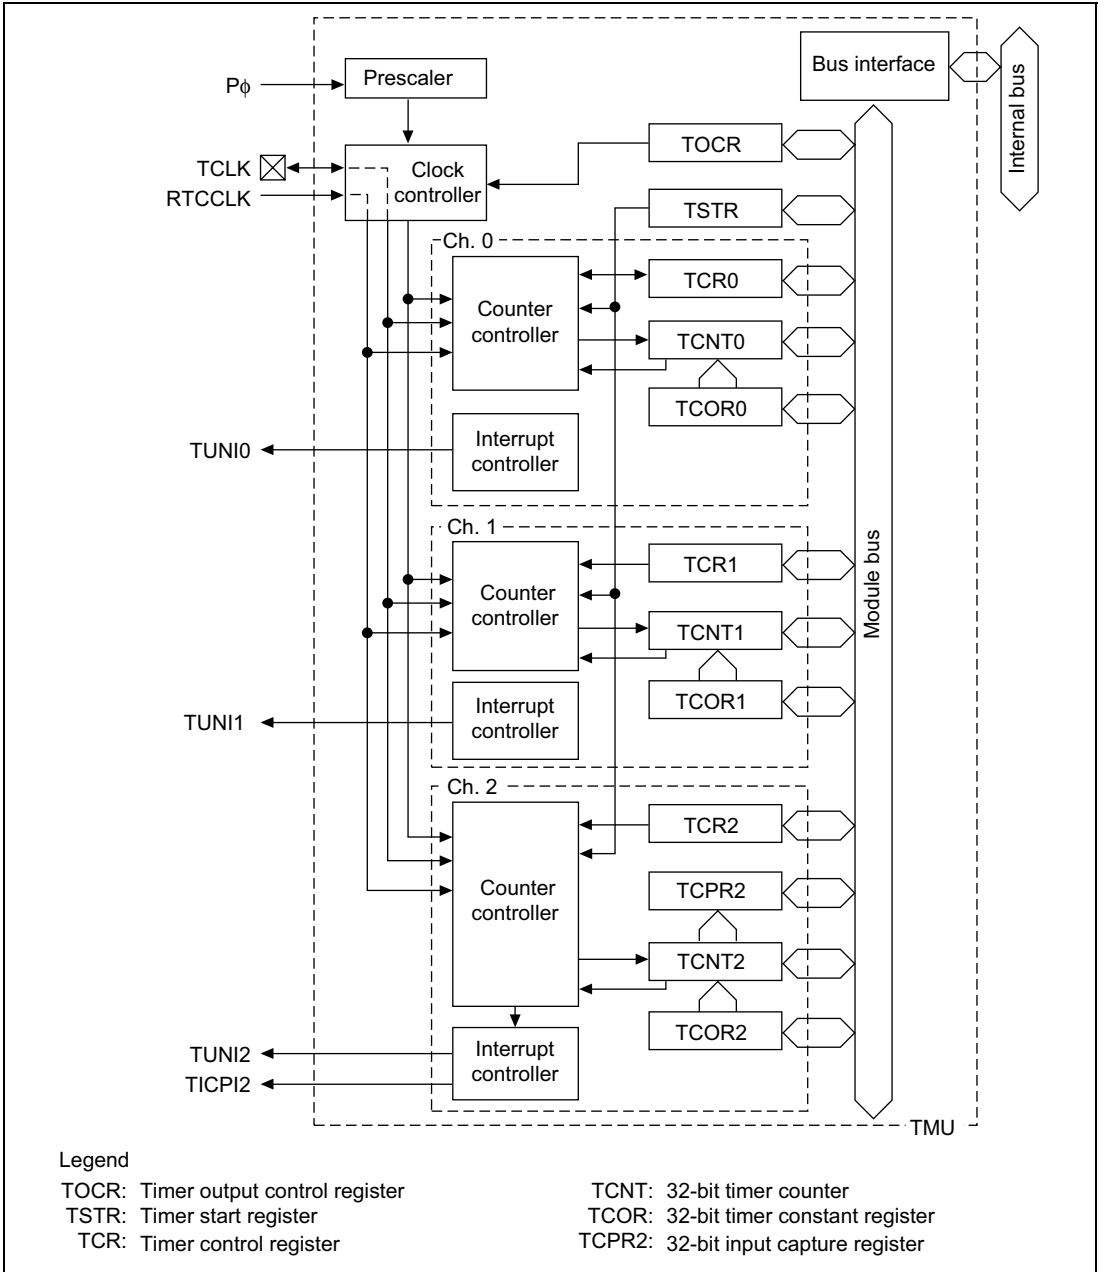 Pϕ
Prescaler
Bus interface
Internal bus
TCLK
RTCCLK
Clock
controller
TOCR
TSTR
Ch. 0
Counter
controller
TCR0
TCNT0
TCOR0
TUNI0
Interrupt
controller
Ch. 1
Counter
controller
TCR1
TCNT1
TCOR1
Module bus
TUNI1
Interrupt
controller
Ch. 2
Counter
controller
TCR2
TCPR2
TCNT2
TCOR2
TUNI2
TICPI2
Interrupt
controller
TMU
Legend
TOCR: Timer output control register
TSTR: Timer start register
TCR: Timer control register
TCNT: 32-bit timer counter
TCOR: 32-bit timer constant register
TCPR2: 32-bit input capture register